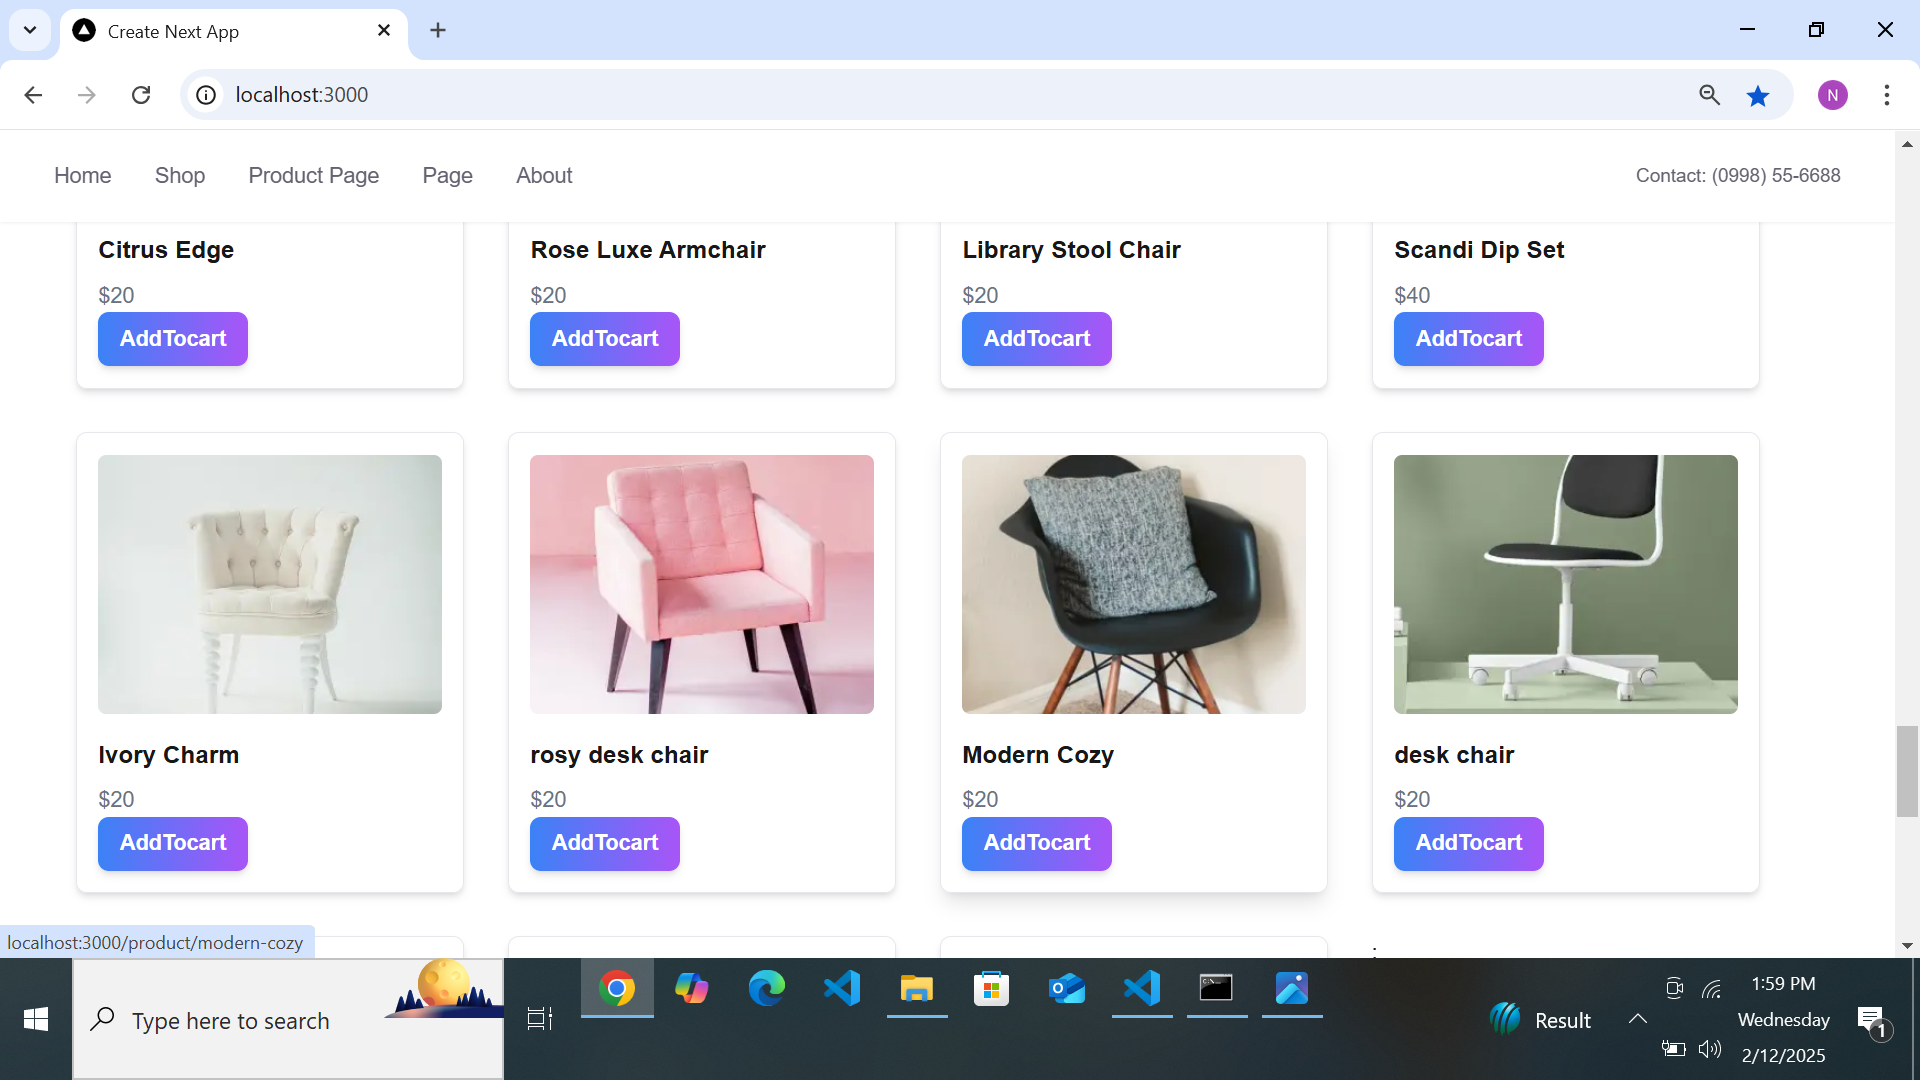 Create Next App
localhost:3000
N
Home Shop Product Page Page About Contact: (0998) 55-6688
Citrus Edge Rose Luxe Armchair Library Stool Chair Scandi Dip Set
$20 $20 $20 $40
AddTocart AddTocart AddTocart AddTocart
Ivory Charm rosy desk chair Modern Cozy desk chair
$20 $20 $20 $20
AddTocart AddTocart AddTocart AddTocart
localhost:3000/product/modern-cozy
Type here to search
Result
1:59 PM
Wednesday
2/12/2025
1